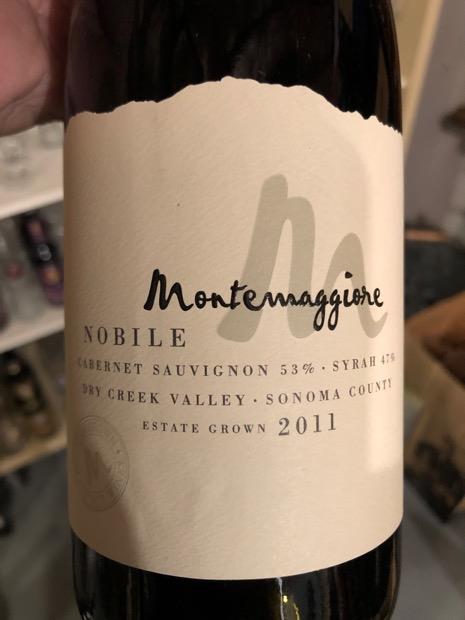 Montemaggiore
NOBILE
CABERNET SAUVIGNON 53% · SYRAH 47%
DRY CREEK VALLEY · SONOMA COUNTY
ESTATE GROWN 2011